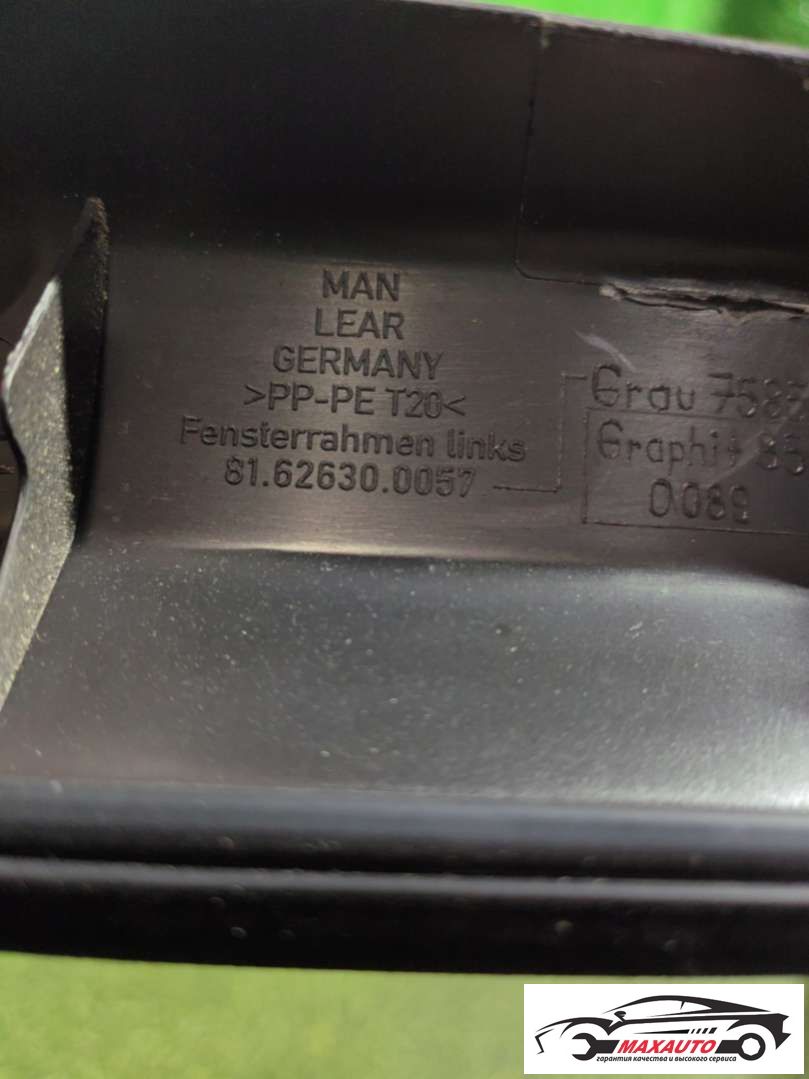 MAN
LEAR
GERMANY
>PP-PE T20<
Fensterrahmen links
81.62630.0057
Grau
Graphit
0089
MAXAUTO
гарантия качества и высокого сервиса